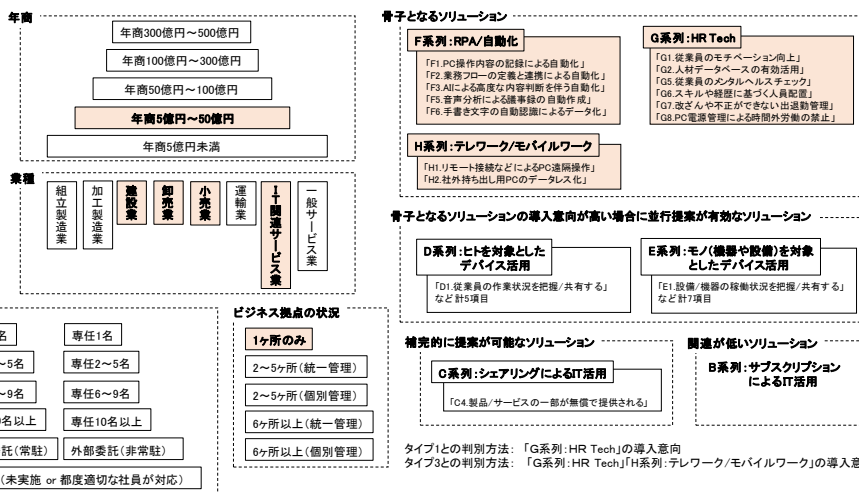 年商
年商300億円～500億円
年商100億円～300億円
年商50億円～100億円
年商5億円～50億円
年商5億円未満
業種
組立製造業
加工製造業
建設業
卸売業
小売業
運輸業
IT関連サービス業
一般サービス業
名
専任1名
～5名
専任2～5名
～9名
専任6～9名
名以上
専任10名以上
託(常駐)
外部委託(非常駐)
(未実施 or 都度適切な社員が対応)
ビジネス拠点の状況
1ヶ所のみ
2～5ヶ所(統一管理)
2～5ヶ所(個別管理)
6ヶ所以上(統一管理)
6ヶ所以上(個別管理)
骨子となるソリューション
F系列:RPA/自動化
「F1.PC操作内容の記録による自動化」
「F2.業務フローの定義と連携による自動化」
「F3.AIによる高度な内容判断を伴う自動化」
「F5.音声分析による議事録の自動作成」
「F6.手書き文字の自動認識によるデータ化」
G系列:HR Tech
「G1.従業員のモチベーション向上」
「G2.人材データベースの有効活用」
「G5.従業員のメンタルヘルスチェック」
「G6.スキルや経歴に基づく人員配置」
「G7.改ざんや不正ができない出退勤管理」
「G8.PC電源管理による時間外労働の禁止」
H系列:テレワーク/モバイルワーク
「H1.リモート接続などによるPC遠隔操作」
「H2.社外持ち出し用PCのデータレス化」
骨子となるソリューションの導入意向が高い場合に並行提案が有効なソリューション
D系列:ヒトを対象とした
デバイス活用
「D1.従業員の作業状況を把握/共有する」
など計5項目
E系列:モノ(機器や設備)を対象
としたデバイス活用
「E1.設備/機器の稼働状況を把握/共有する」
など計7項目
補完的に提案が可能なソリューション
C系列:シェアリングによるIT活用
「C4.製品/サービスの一部が無償で提供される」
関連が低いソリューション
B系列:サブスクリプション
によるIT活用
タイプ1との判別方法: 「G系列:HR Tech」の導入意向
タイプ3との判別方法: 「G系列:HR Tech」「H系列:テレワーク/モバイルワーク」の導入意